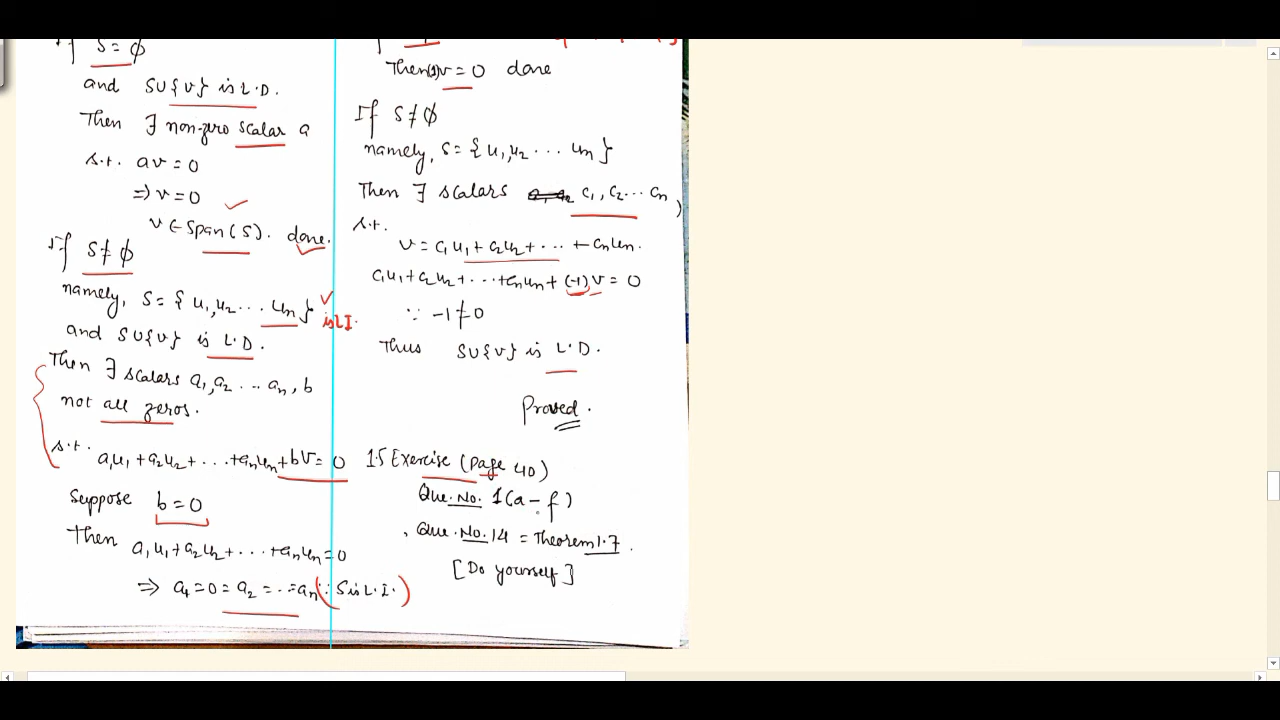 If S = ϕ
and S∪{v} is L.D.
Then ∃ non-zero scalar a
s.t. av = 0
⇒ v = 0
v ∈ span(S). done.
If S ≠ ϕ
namely, S = { u1, u2 ... un } is LI.
and S∪{v} is L.D.
Then ∃ scalars a1, a2 ... an, b
not all zeros.
s.t. a1u1 + a2u2 + ... + anun + bv = 0
Suppose b = 0
Then a1u1 + a2u2 + ... + anun = 0
⇒ a1 = 0 = a2 = ... = an (∵ S is L.I.)
Then v = 0 done
If S ≠ ϕ
namely, S = { u1, u2 ... un }
Then ∃ scalars c1, c2 ... cn
s.t.
v = c1u1 + c2u2 + ... + cnun.
c1u1 + c2u2 + ... + cnun + (-1)v = 0
∵ -1 ≠ 0
Thus S∪{v} is L.D.
Proved.
1.5 Exercise (page 40)
Que. No. 1(a - f)
, Que. No. 14 = Theorem 1.7.
[Do yourself]